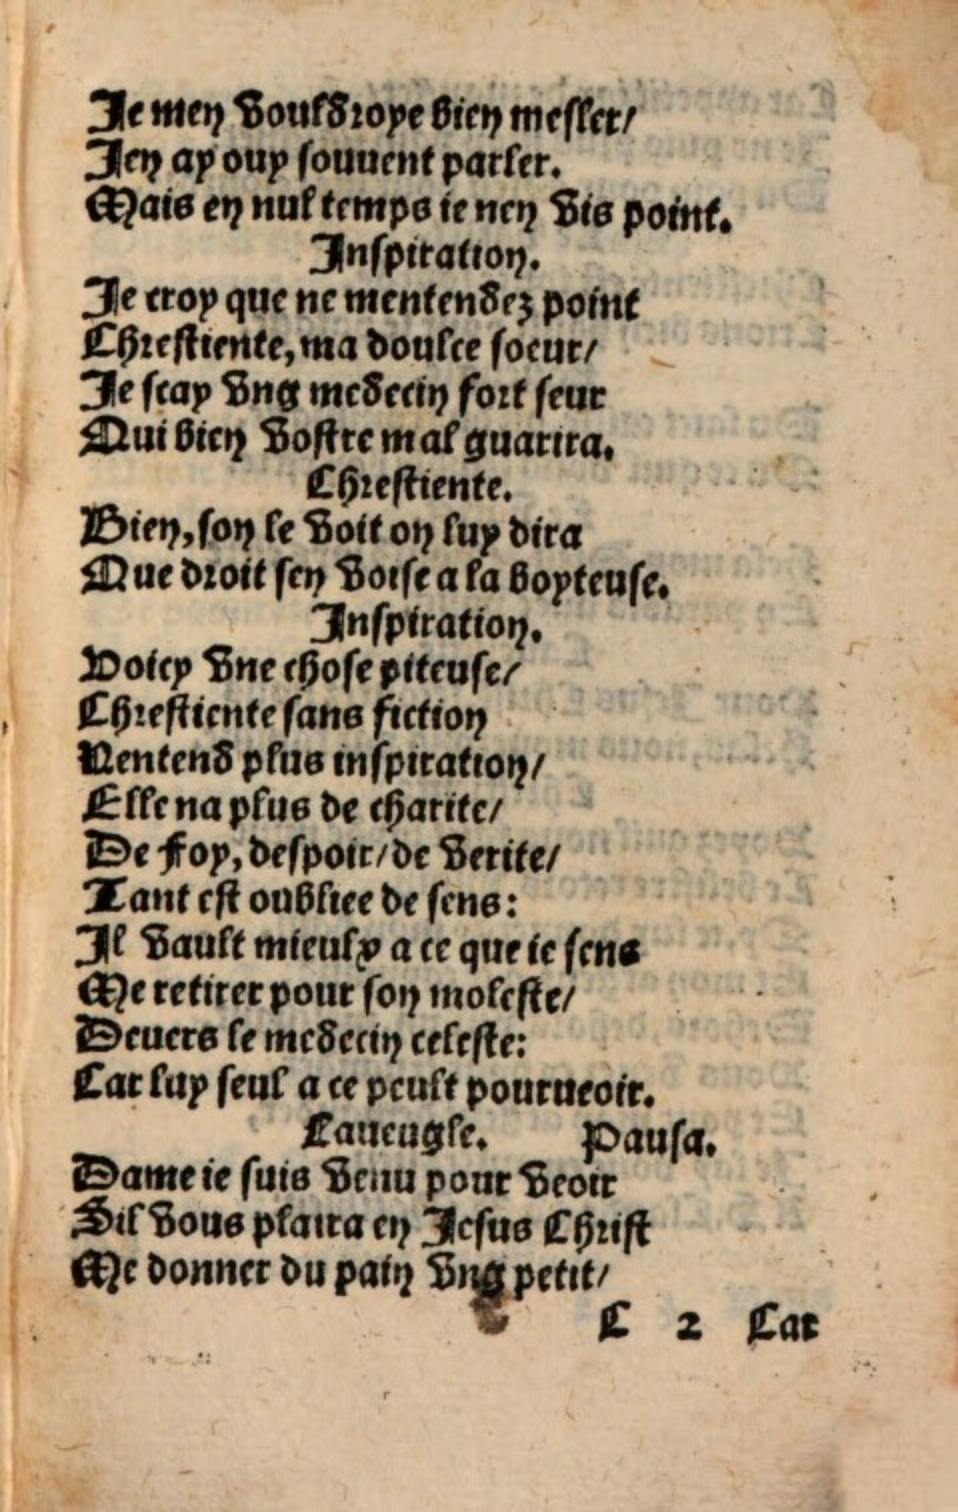 Je men vouldroye bien mesler/
Jen ay ouy souuent parler.
Mais en nul temps ie nen vis point.
Inspiration.
Je croy que ne mentendez point
Chrestiente, ma doulce soeur/
Je scay vng medecin fort seur
Qui bien vostre mal guarira.
Chrestiente.
Bien, son le voit on luy dira
Que droit sen voise a la boyteuse.
Inspiration.
Voicy vne chose piteuse/
Chrestiente sans fiction
Nentend plus inspiration/
Elle na plus de charite/
De foy, despoir/de verite/
Tant est oubliee de sens:
Il vault mieulx a ce que ie sens
Me retirer pour son moleste/
Deuers le medecin celeste:
Car luy seul a ce peult pourueoir.
Laueugle. Pausa.
Dame ie suis venu pour veoir
Sil vous plaira en Jesus Christ
Me donner du pain vng petit/
C 2 Car